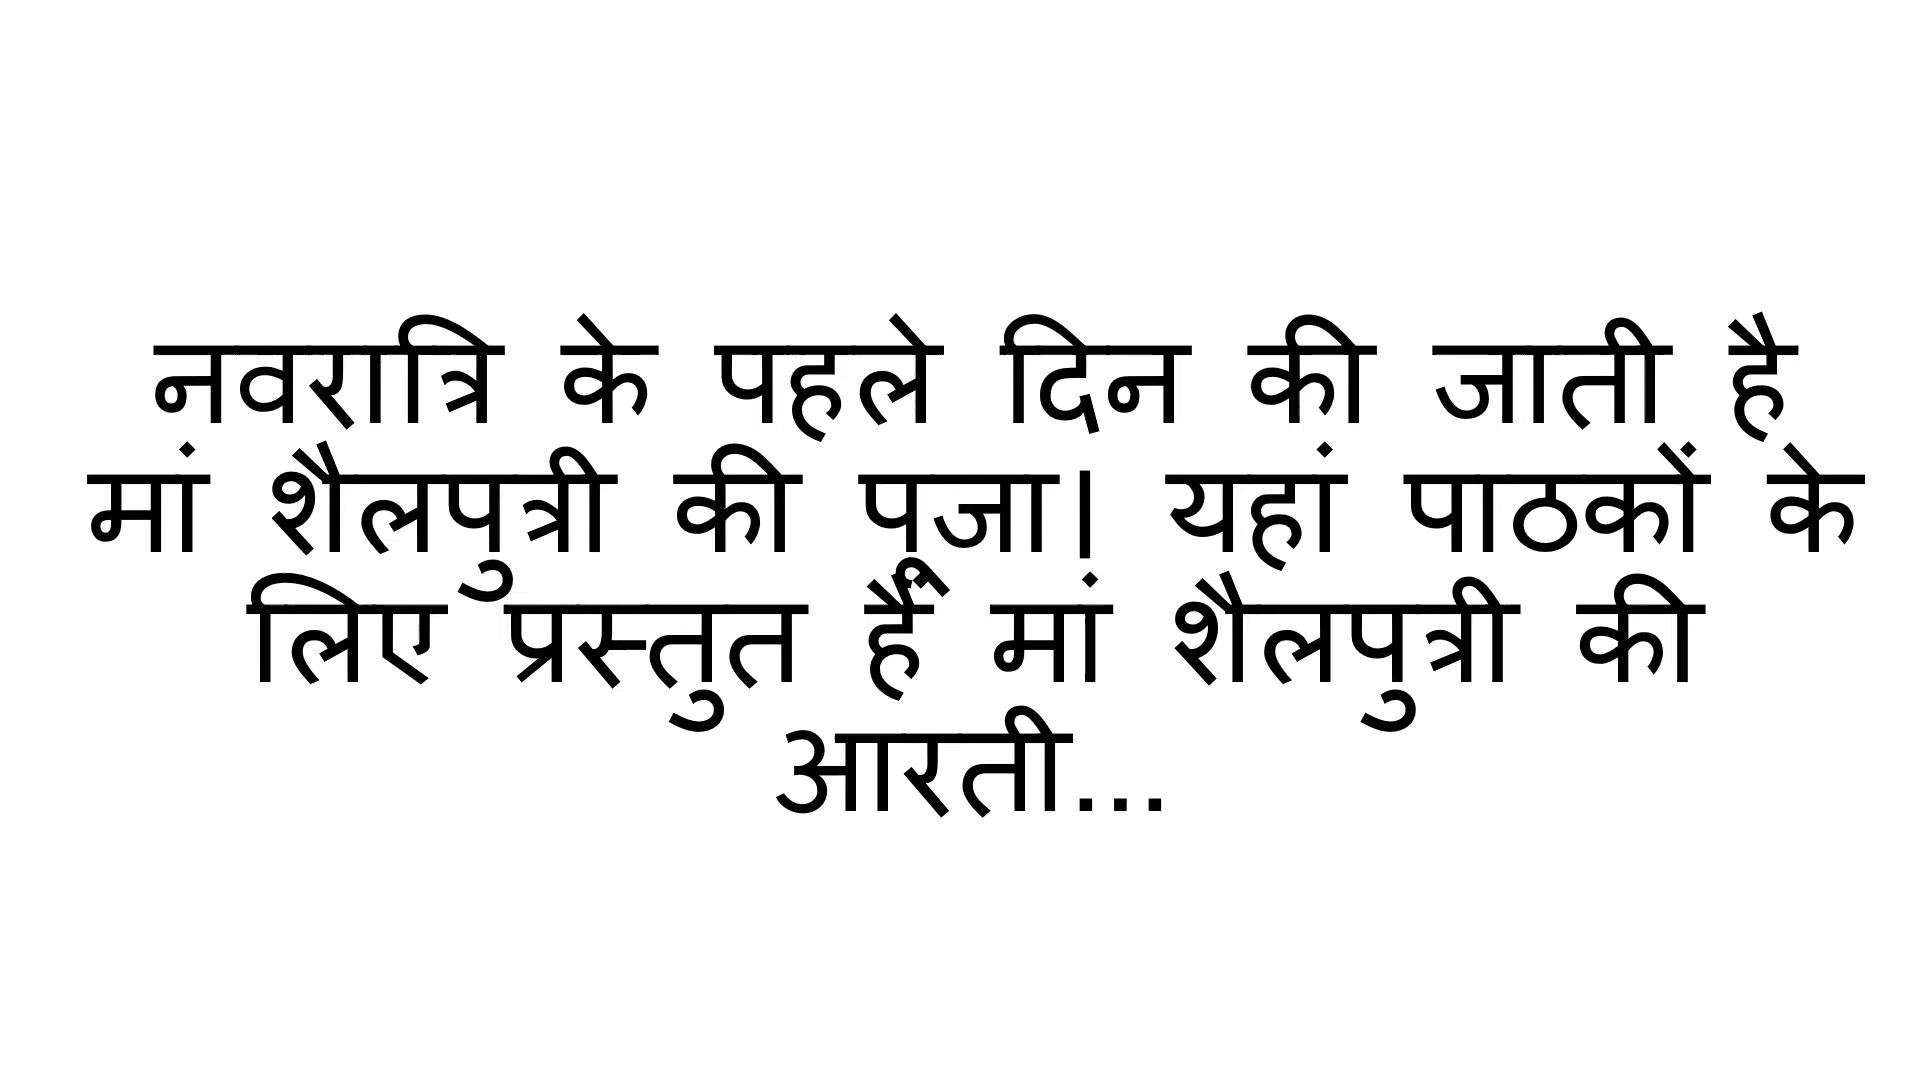 नवरात्रि के पहले दिन की जाती है
मां शैलपुत्री की पूजा। यहां पाठकों के
लिए प्रस्तुत हैं मां शैलपुत्री की
आरती...